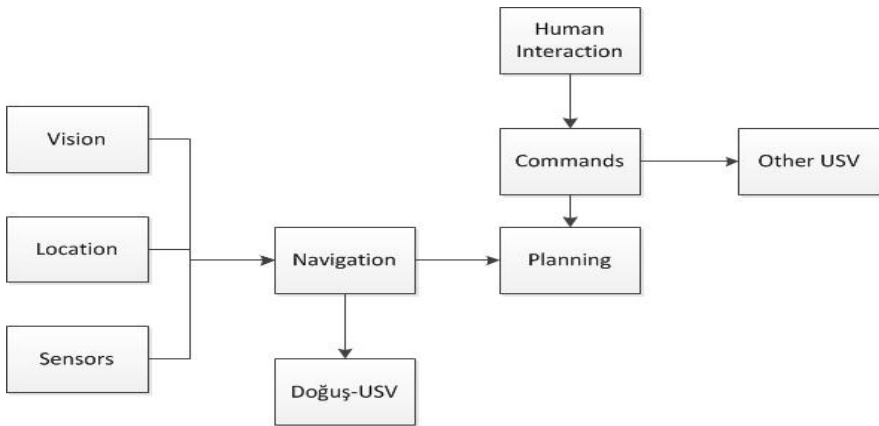 Human
Interaction
Vision
Commands
Other USV
Location
Navigation
Planning
Sensors
Doğuş-USV